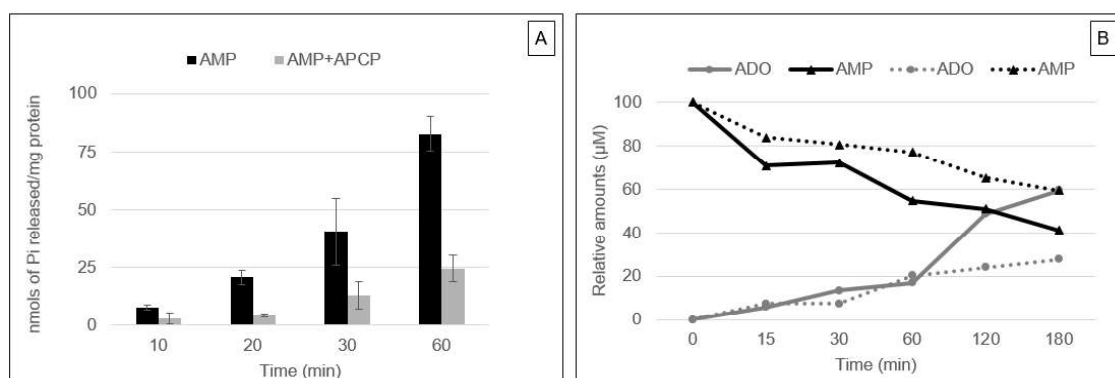 A
AMP AMP+APCP
100
75
50
25
0
nmols of Pi released/mg protein
10 20 30 60
Time (min)
B
ADO AMP ADO AMP
100
80
60
40
20
0
Relative amounts (µM)
0 15 30 60 120 180
Time (min)